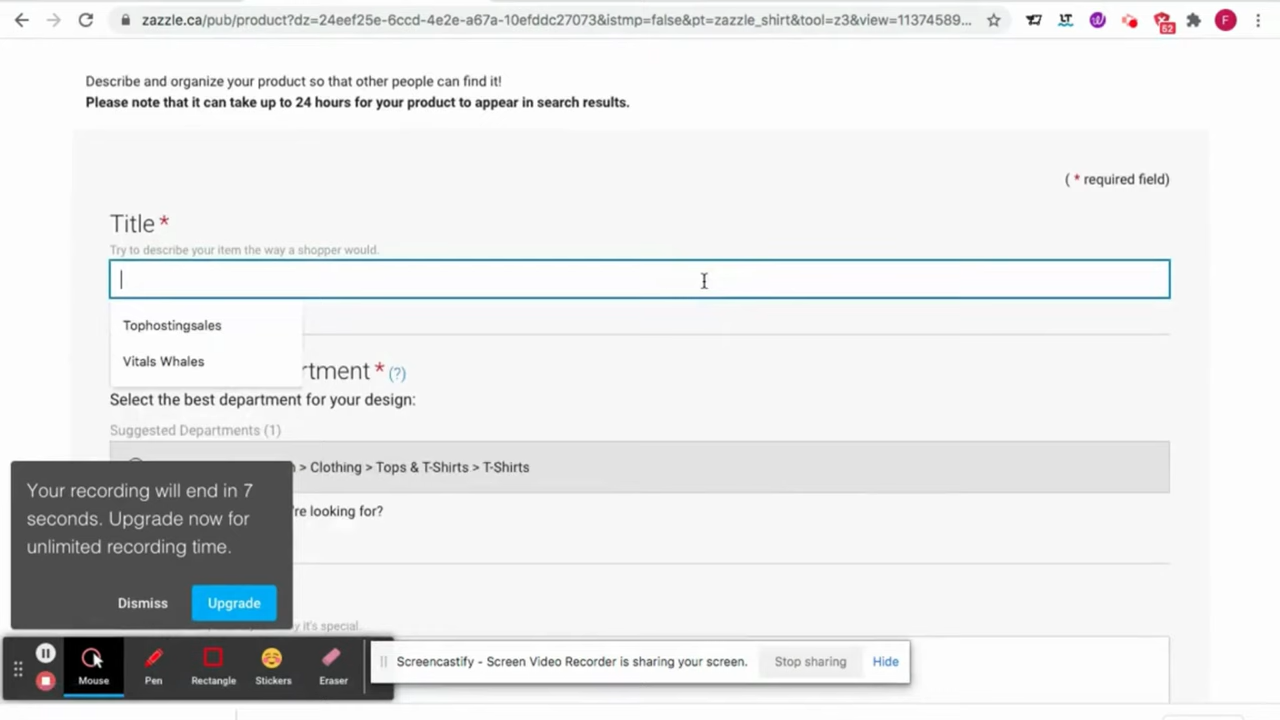 zazzle.ca/pub/product?dz=24eef25e-6ccd-4e2e-a67a-10efddc27073&istmp=false&pt=zazzle_shirt&tool=z3&view=11374589...
52
F
Describe and organize your product so that other people can find it!
Please note that it can take up to 24 hours for your product to appear in search results.
( * required field)
Title *
Try to describe your item the way a shopper would.
Tophostingsales
Vitals Whales
rtment * (?)
Select the best department for your design:
Suggested Departments (1)
> Clothing > Tops & T-Shirts > T-Shirts
're looking for?
Your recording will end in 7
seconds. Upgrade now for
unlimited recording time.
Dismiss
Upgrade
it's special.
Mouse
Pen
Rectangle
Stickers
Eraser
Screencastify - Screen Video Recorder is sharing your screen.
Stop sharing
Hide